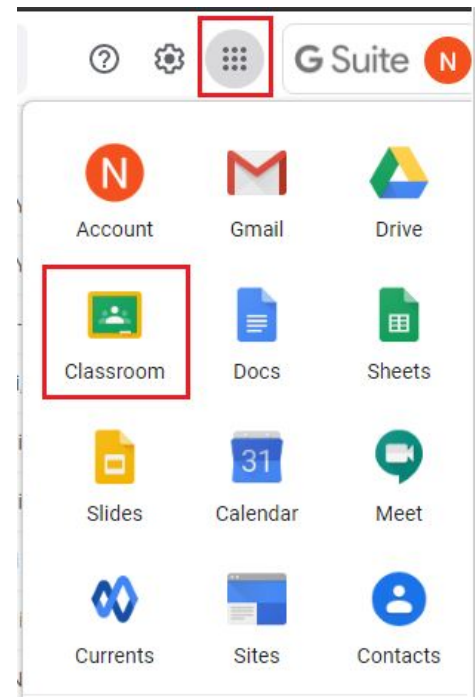 G Suite N
N
Account Gmail Drive
Classroom Docs Sheets
31
Slides Calendar Meet
Currents Sites Contacts